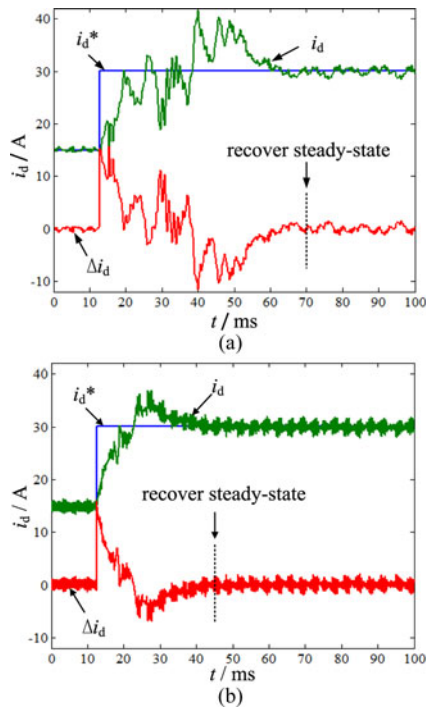 40
i_d*
i_d
30
20
recover steady-state
10
0
Δi_d
-10
i_d / A
0 10 20 30 40 50 60 70 80 90 100
t / ms
(a)
40
i_d*
i_d
30
20
recover steady-state
10
0
Δi_d
-10
i_d / A
0 10 20 30 40 50 60 70 80 90 100
t / ms
(b)